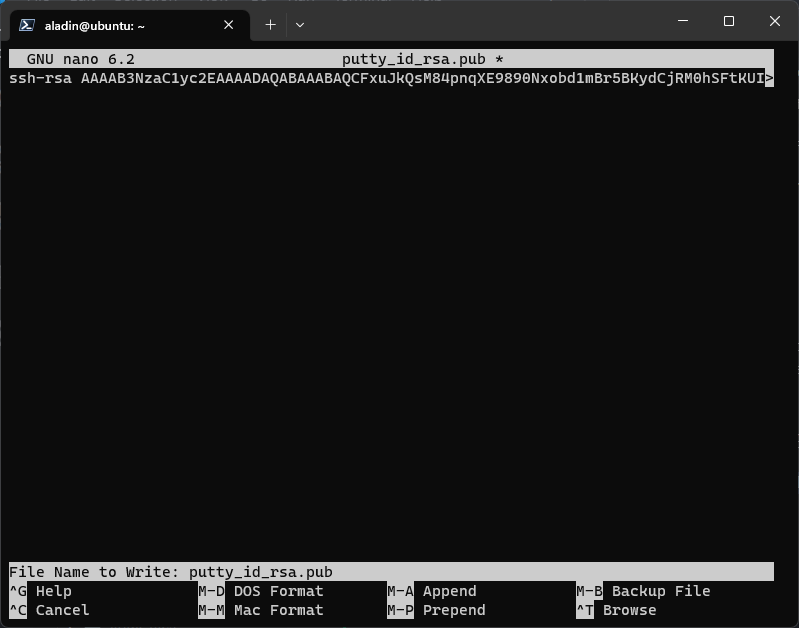 aladin@ubuntu: ~
GNU nano 6.2 putty_id_rsa.pub *
ssh-rsa AAAAB3NzaC1yc2EAAAADAQABAAABAQCFxuJkQsM84pnqXE9890Nxobd1mBr5BKydCjRM0hSFtKUI>
File Name to Write: putty_id_rsa.pub
^G Help M-D DOS Format M-A Append M-B Backup File
^C Cancel M-M Mac Format M-P Prepend ^T Browse